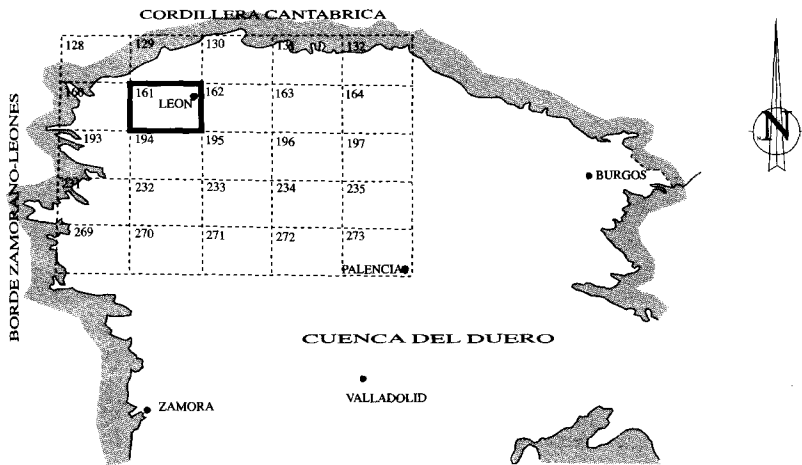 CORDILLERA CANTABRICA
128 129 130 131 132
160 161 162 163 164
LEON
193 194 195 196 197
N
BURGOS
231 232 233 234 235
269 270 271 272 273
PALENCIA
BORDE ZAMORANO-LEONES
CUENCA DEL DUERO
VALLADOLID
ZAMORA